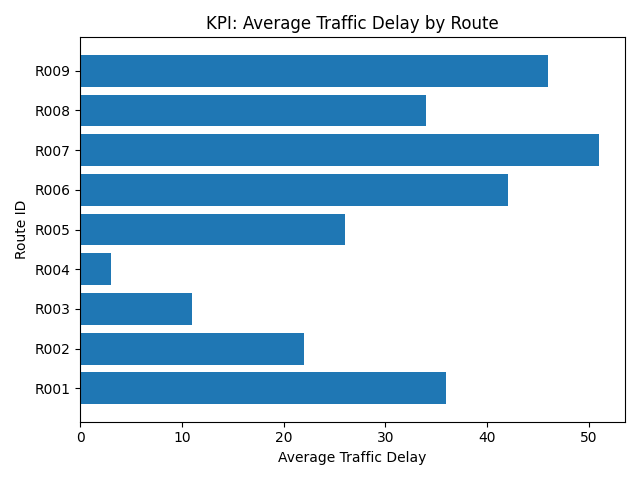 KPI: Average Traffic Delay by Route
Route ID
R009
R008
R007
R006
R005
R004
R003
R002
R001
0 10 20 30 40 50
Average Traffic Delay